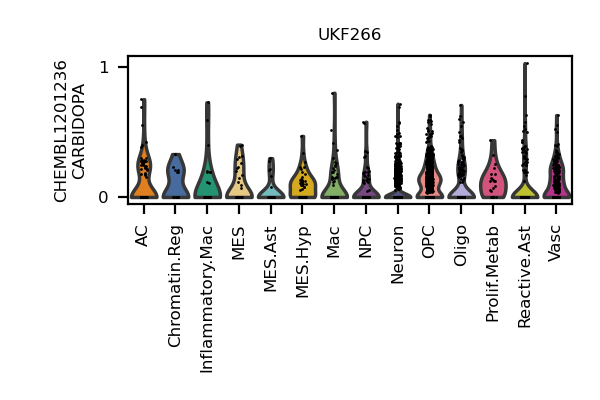 UKF266
CHEMBL1201236
CARBIDOPA
1
0
AC
Chromatin.Reg
Inflammatory.Mac
MES
MES.Ast
MES.Hyp
Mac
NPC
Neuron
OPC
Oligo
Prolif.Metab
Reactive.Ast
Vasc